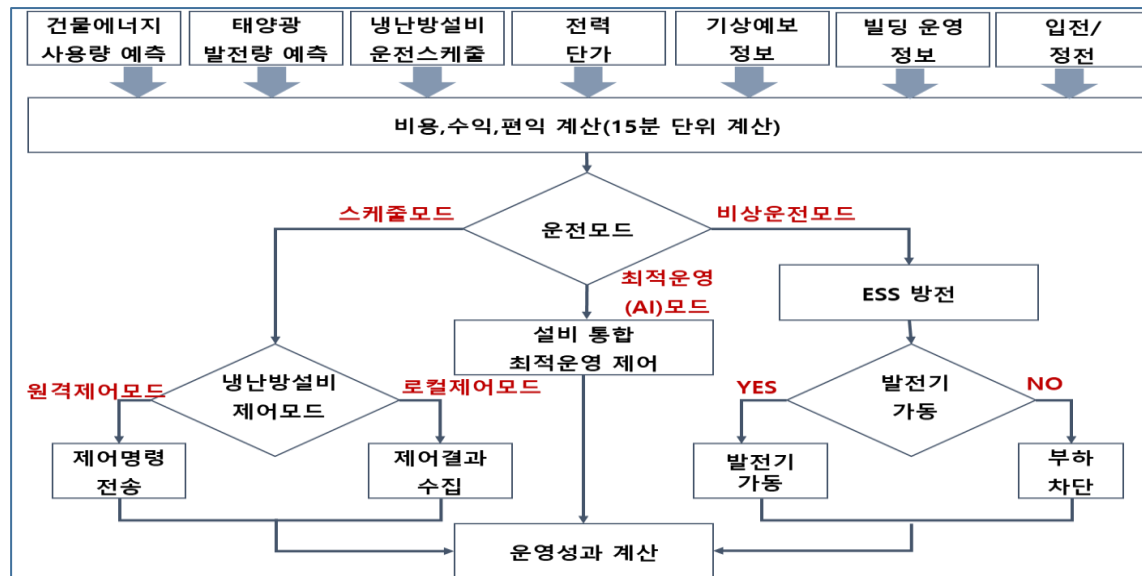 건물에너지
사용량 예측
태양광
발전량 예측
냉난방설비
운전스케줄
전력
단가
기상예보
정보
빌딩 운영
정보
입전/
정전
비용,수익,편익 계산(15분 단위 계산)
스케줄모드
운전모드
비상운전모드
최적운영
(AI)모드
ESS 방전
설비 통합
최적운영 제어
원격제어모드
냉난방설비
제어모드
로컬제어모드
YES
발전기
가동
NO
제어명령
전송
제어결과
수집
발전기
가동
부하
차단
운영성과 계산